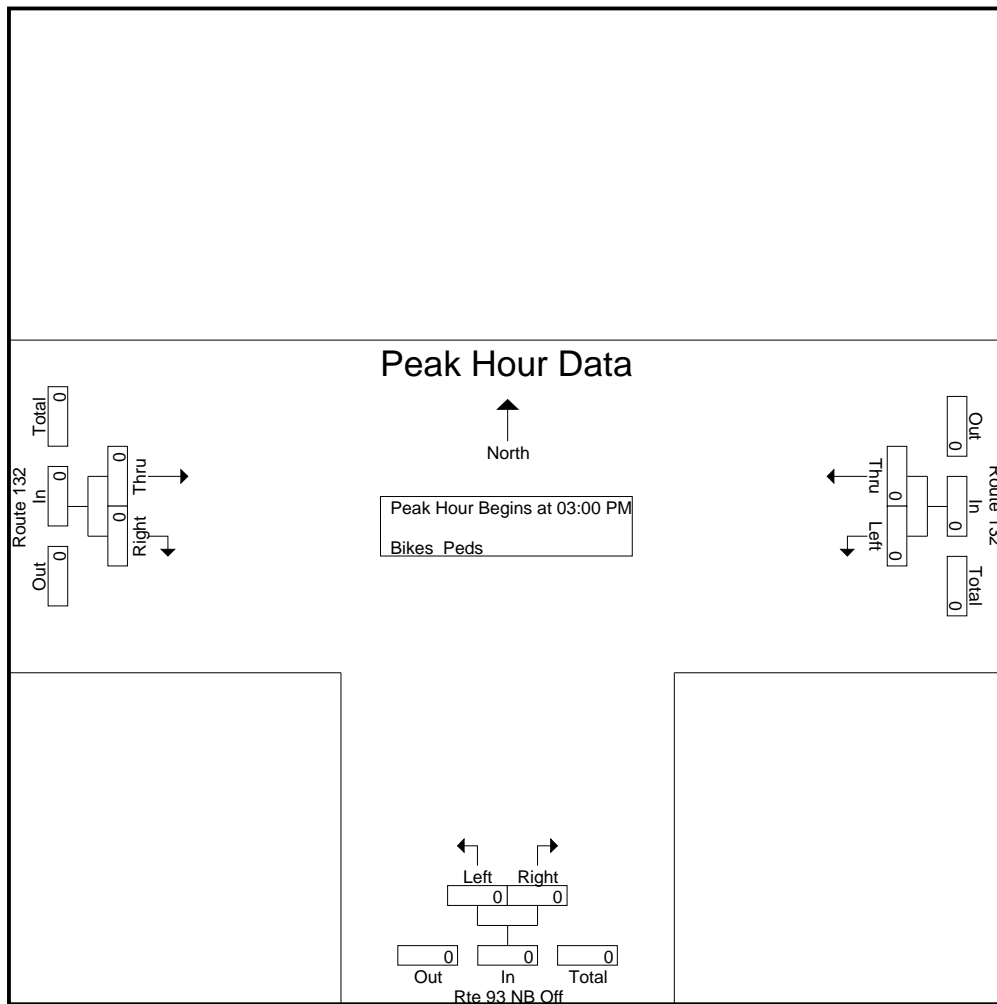 Peak Hour Data
North
Peak Hour Begins at 03:00 PM
Bikes Peds
Route 132
Total
0
In
0
Out
0
Thru
0
Right
0
Route 132
Out
0
In
0
Total
0
Thru
0
Left
0
Left Right
0 0
0 0 0
Out In Total
Rte 93 NB Off